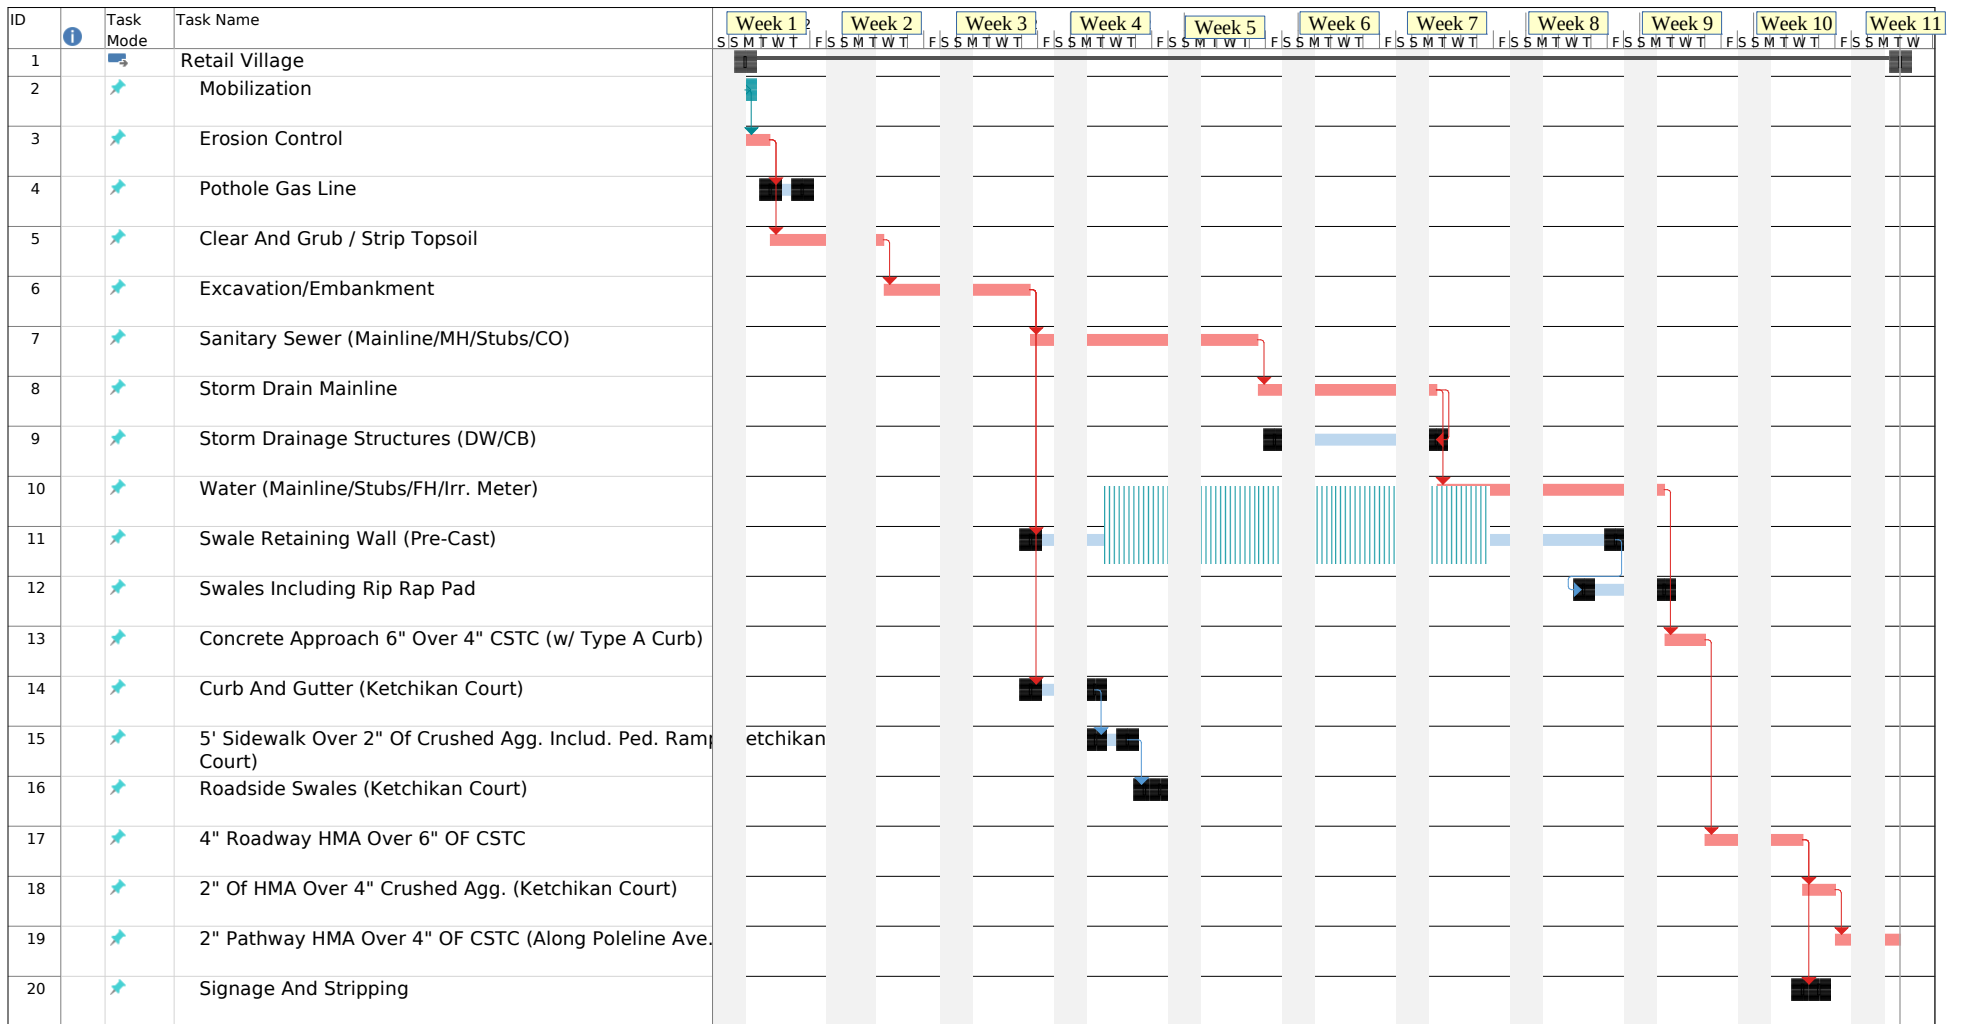 ID Task Mode Task Name Week 1 Week 2 Week 3 Week 4 Week 5 Week 6 Week 7 Week 8 Week 9 Week 10 Week 11
S S M T W T F S S M T W T F S S M T W T F S S M T W T F S S M T W T F S S M T W T F S S M T W T F S S M T W T F S S M T W T F S S M T W T F S S M T W
1 Retail Village
2 Mobilization
3 Erosion Control
4 Pothole Gas Line
5 Clear And Grub / Strip Topsoil
6 Excavation/Embankment
7 Sanitary Sewer (Mainline/MH/Stubs/CO)
8 Storm Drain Mainline
9 Storm Drainage Structures (DW/CB)
10 Water (Mainline/Stubs/FH/Irr. Meter)
11 Swale Retaining Wall (Pre-Cast)
12 Swales Including Rip Rap Pad
13 Concrete Approach 6" Over 4" CSTC (w/ Type A Curb)
14 Curb And Gutter (Ketchikan Court)
15 5' Sidewalk Over 2" Of Crushed Agg. Includ. Ped. Ramp etchikan
Court)
16 Roadside Swales (Ketchikan Court)
17 4" Roadway HMA Over 6" OF CSTC
18 2" Of HMA Over 4" Crushed Agg. (Ketchikan Court)
19 2" Pathway HMA Over 4" OF CSTC (Along Poleline Ave.
20 Signage And Stripping